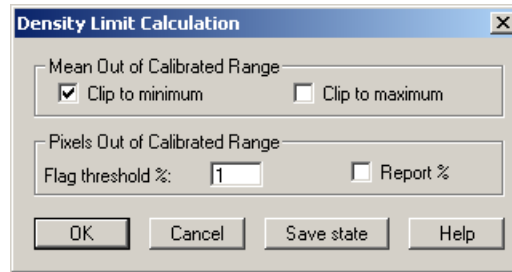 Density Limit Calculation
Mean Out of Calibrated Range
Clip to minimum Clip to maximum
Pixels Out of Calibrated Range
Flag threshold %: 1 Report %
OK Cancel Save state Help